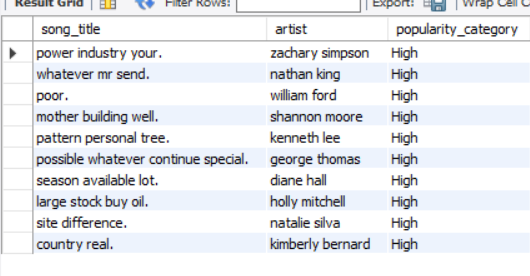 Result Grid Filter Rows: Export: Wrap Cell C
song_title artist popularity_category
power industry your. zachary simpson High
whatever mr send. nathan king High
poor. william ford High
mother building well. shannon moore High
pattern personal tree. kenneth lee High
possible whatever continue special. george thomas High
season available lot. diane hall High
large stock buy oil. holly mitchell High
site difference. natalie silva High
country real. kimberly bernard High